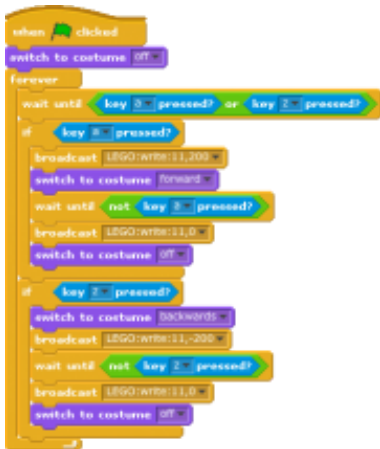 when clicked
switch to costume off
forever
wait until key a pressed? or key z pressed?
if key a pressed?
broadcast LEGO:write:11,200
switch to costume forward
wait until not key a pressed?
broadcast LEGO:write:11,0
switch to costume off
if key z pressed?
switch to costume backwards
broadcast LEGO:write:11,-200
wait until not key z pressed?
broadcast LEGO:write:11,0
switch to costume off